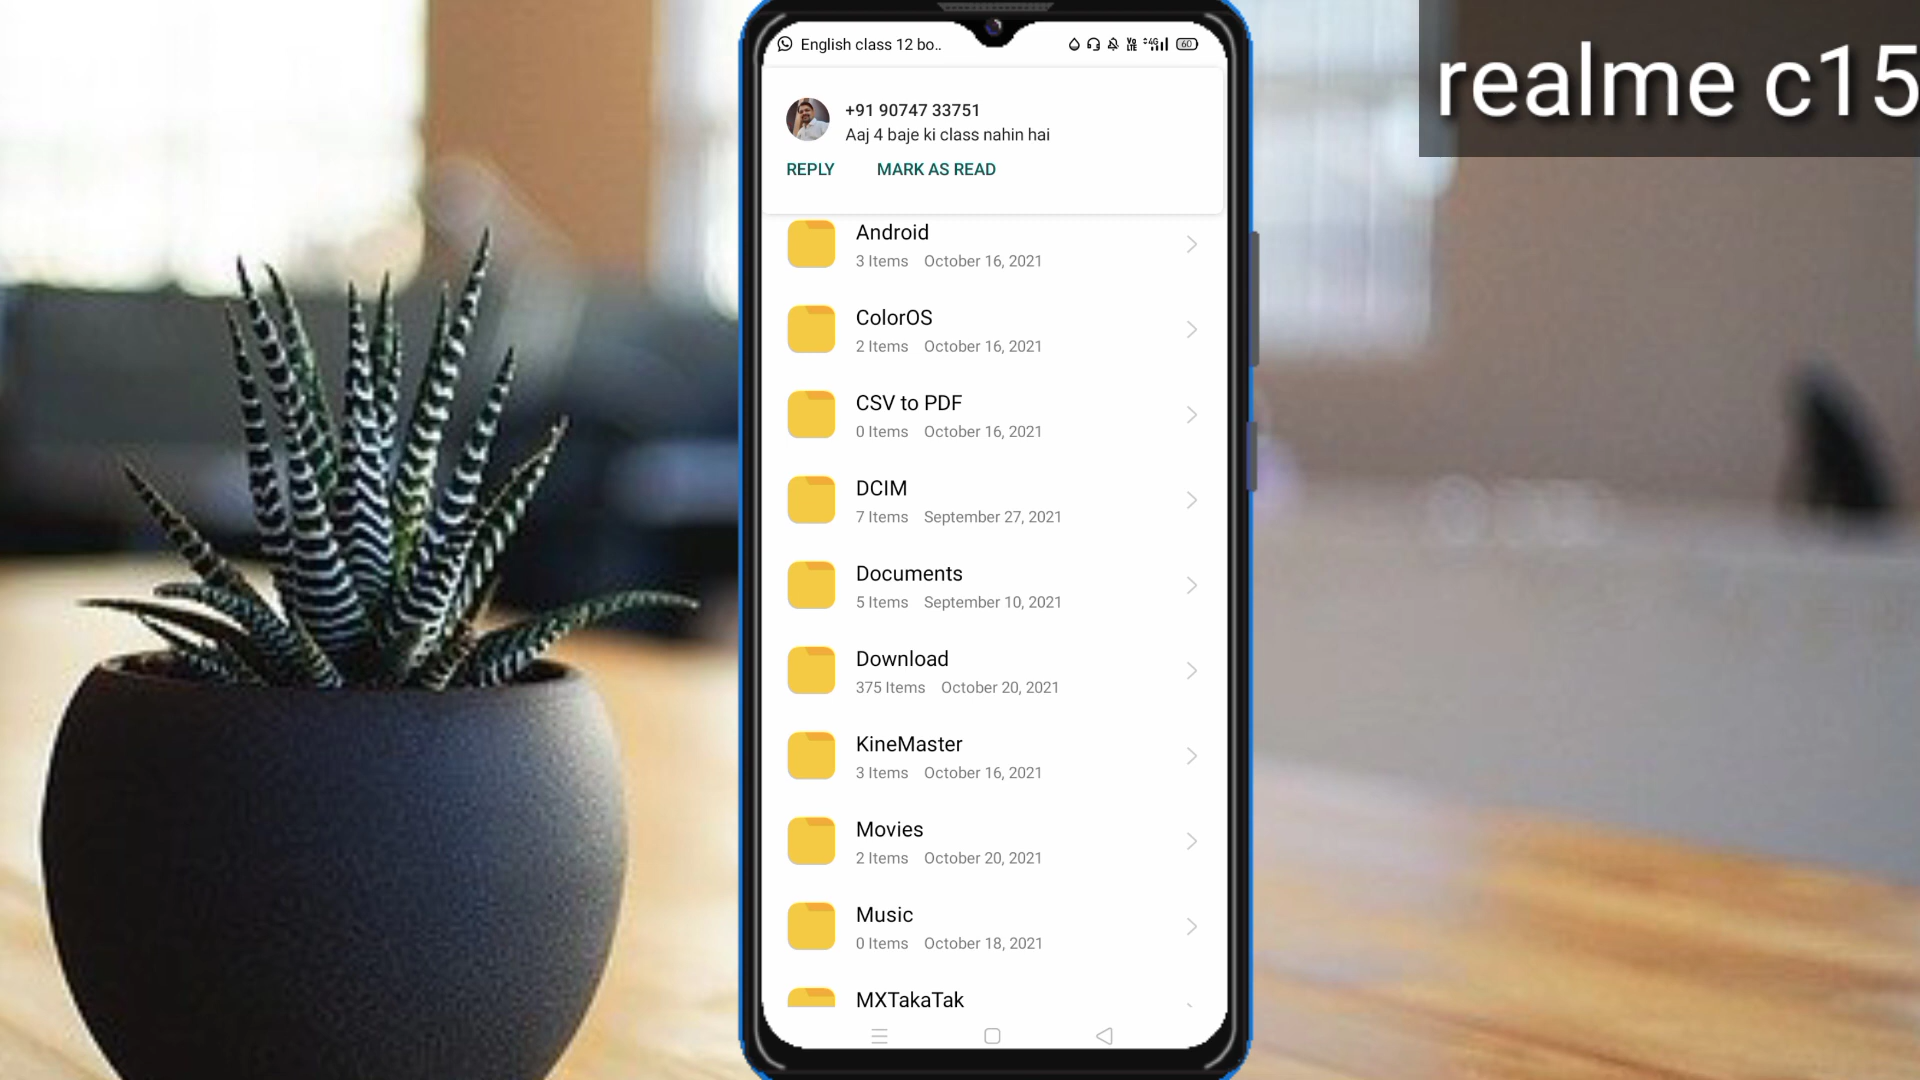 realme c15
English class 12 bo..
4G
60
+91 90747 33751
Aaj 4 baje ki class nahin hai
REPLY MARK AS READ
Android
3 Items October 16, 2021
ColorOS
2 Items October 16, 2021
CSV to PDF
0 Items October 16, 2021
DCIM
7 Items September 27, 2021
Documents
5 Items September 10, 2021
Download
375 Items October 20, 2021
KineMaster
3 Items October 16, 2021
Movies
2 Items October 20, 2021
Music
0 Items October 18, 2021
MXTakaTak